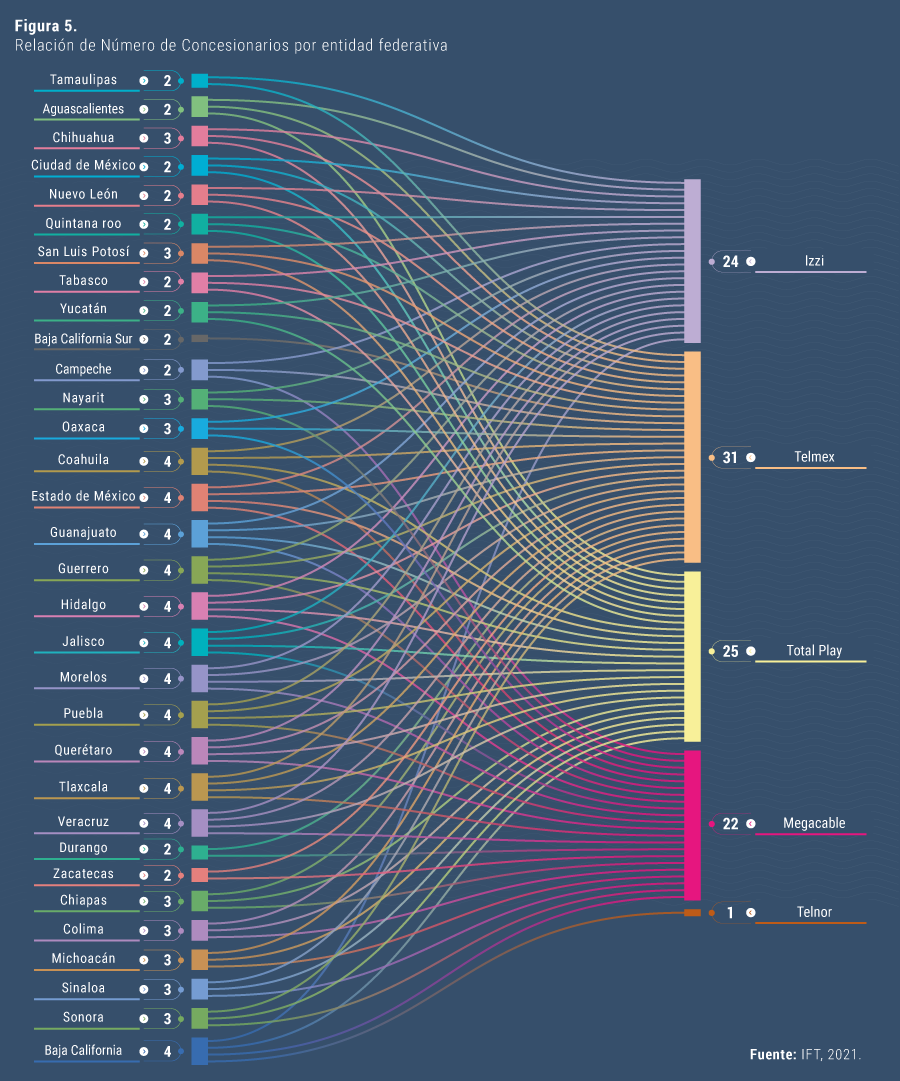 Figura 5.
Relación de Número de Concesionarios por entidad federativa
Tamaulipas 2
Aguascalientes 2
Chihuahua 3
Ciudad de México 2
Nuevo León 2
Quintana roo 2
San Luis Potosí 3
Tabasco 2
Yucatán 2
Baja California Sur 2
Campeche 2
Nayarit 3
Oaxaca 3
Coahuila 4
Estado de México 4
Guanajuato 4
Guerrero 4
Hidalgo 4
Jalisco 4
Morelos 4
Puebla 4
Querétaro 4
Tlaxcala 4
Veracruz 4
Durango 2
Zacatecas 2
Chiapas 3
Colima 3
Michoacán 3
Sinaloa 3
Sonora 3
Baja California 4
24 Izzi
31 Telmex
25 Total Play
22 Megacable
1 Telnor
Fuente: IFT, 2021.